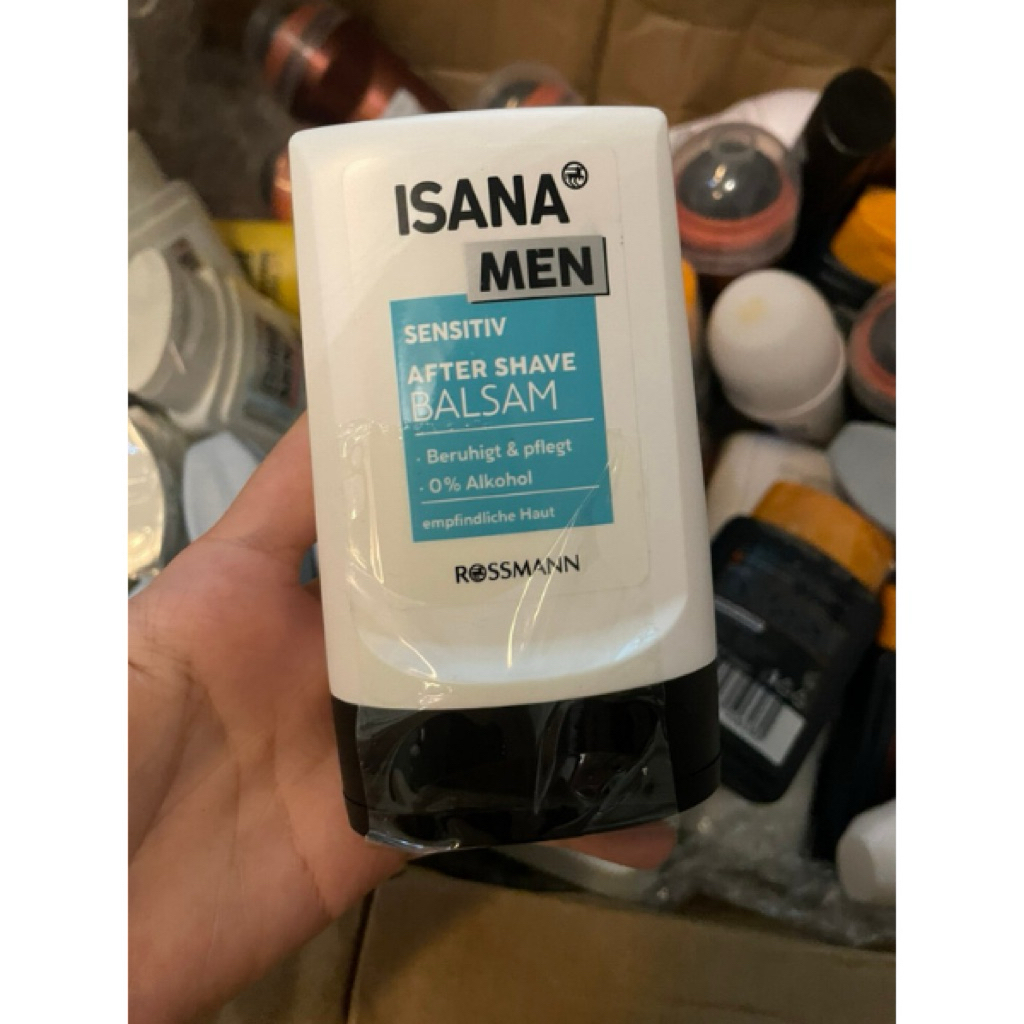 ISANA
MEN
SENSITIV
AFTER SHAVE
BALSAM
· Beruhigt & pflegt
· 0% Alkohol
empfindliche Haut
ROSSMANN